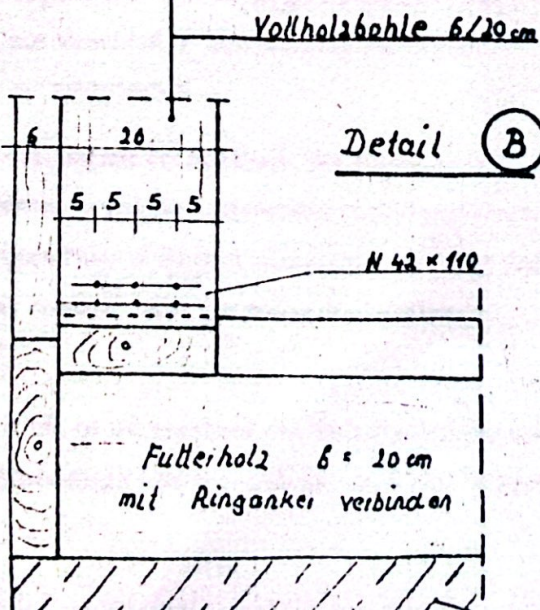 Vollholzbohle 6/20 cm
6 20
Detail B
5 5 5 5
N 42 × 110
Futterholz b = 20 cm
mit Ringanker verbinden